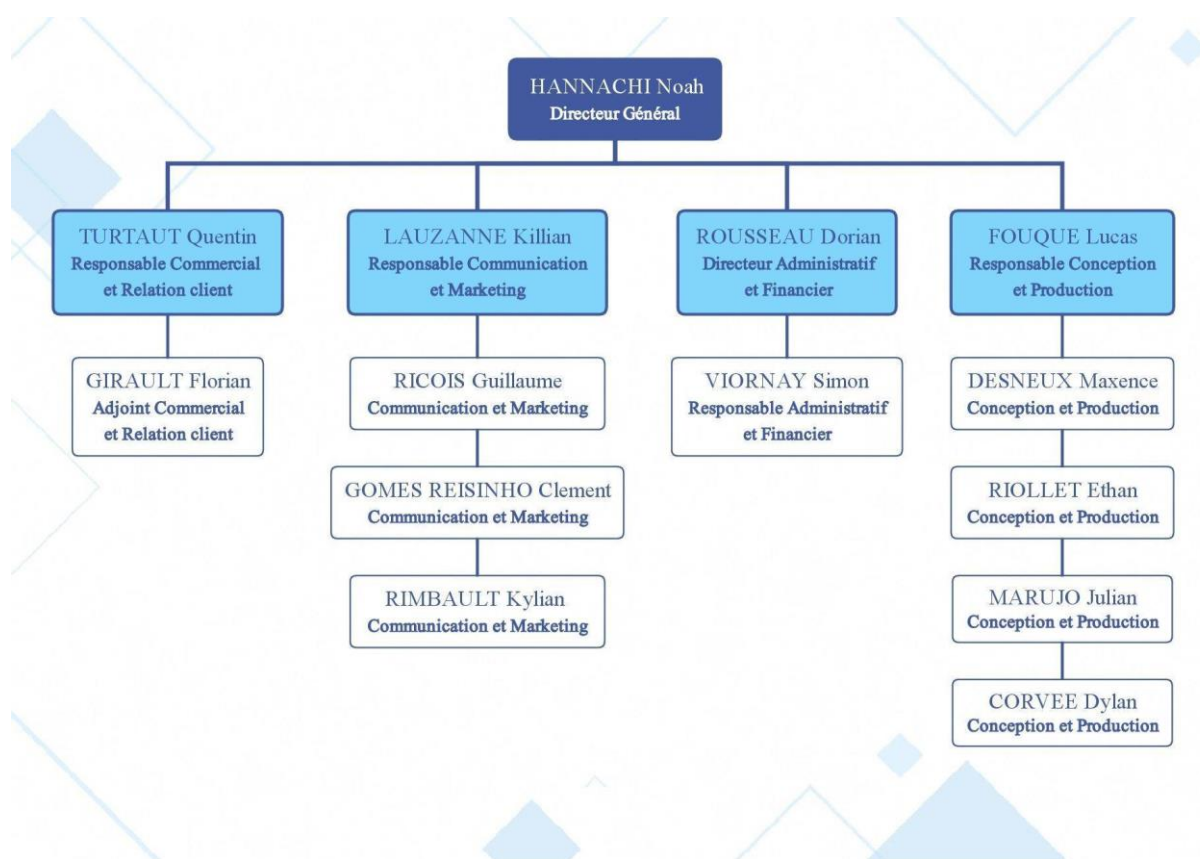 HANNACHI Noah
Directeur Général
TURTAUT Quentin
Responsable Commercial
et Relation client
GIRAULT Florian
Adjoint Commercial
et Relation client
LAUZANNE Killian
Responsable Communication
et Marketing
RICOIS Guillaume
Communication et Marketing
GOMES REISINHO Clement
Communication et Marketing
RIMBAULT Kylian
Communication et Marketing
ROUSSEAU Dorian
Directeur Administratif
et Financier
VIORNAY Simon
Responsable Administratif
et Financier
FOUQUE Lucas
Responsable Conception
et Production
DESNEUX Maxence
Conception et Production
RIOLLET Ethan
Conception et Production
MARUJO Julian
Conception et Production
CORVEE Dylan
Conception et Production